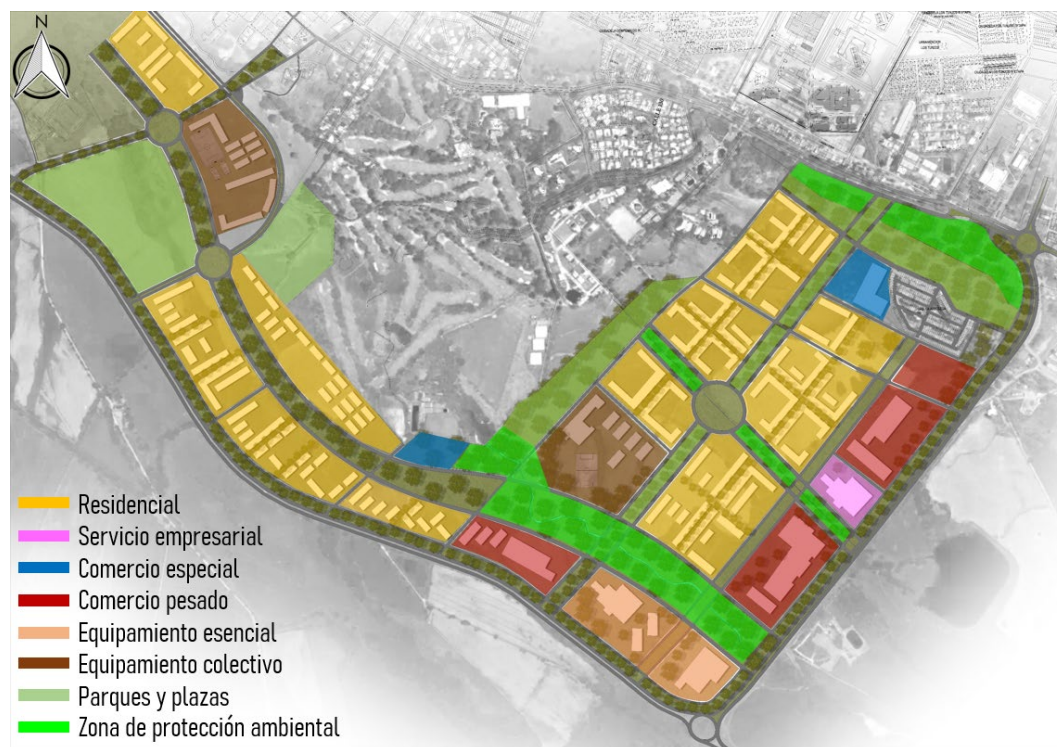 N
Residencial
Servicio empresarial
Comercio especial
Comercio pesado
Equipamiento esencial
Equipamiento colectivo
Parques y plazas
Zona de protección ambiental